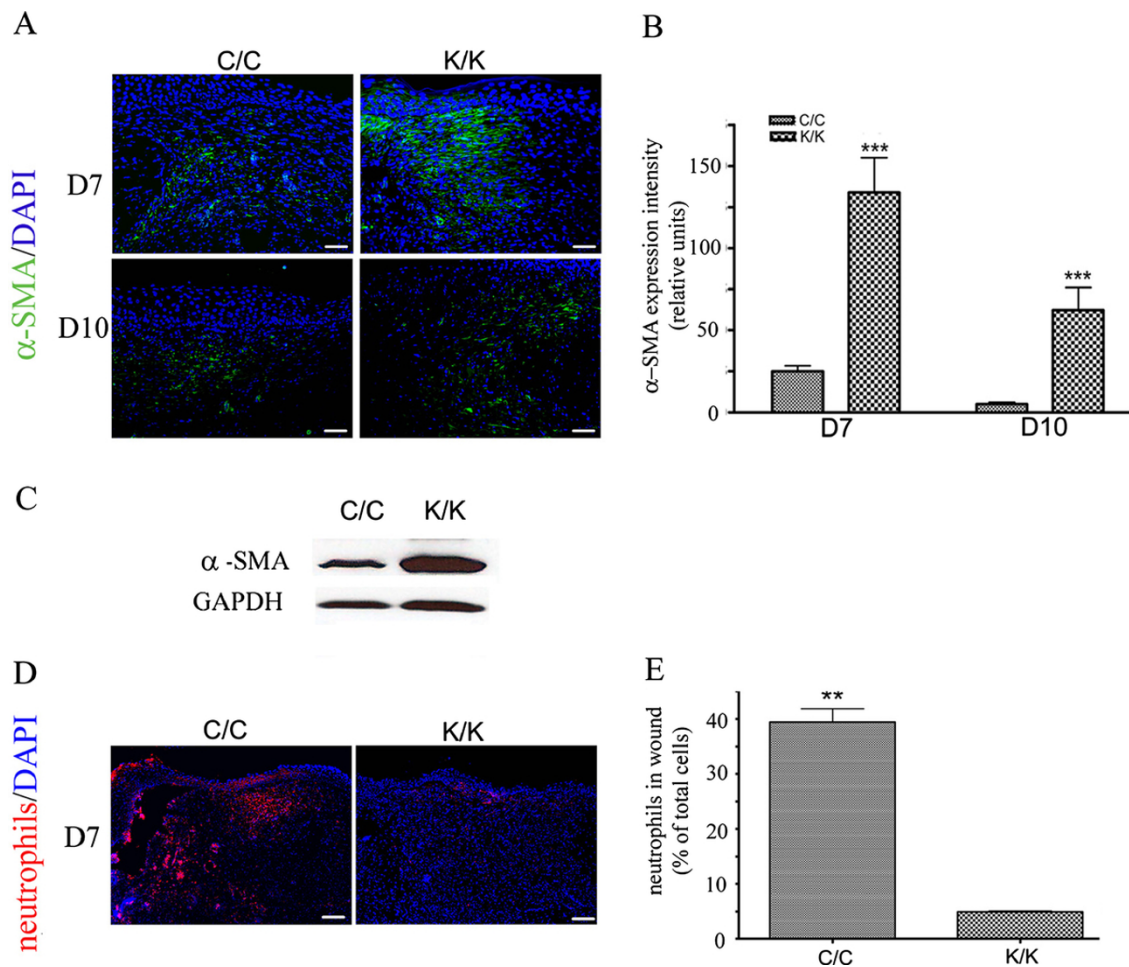 A
C/C
K/K
α-SMA/DAPI
D7
D10
B
C/C
K/K
α-SMA expression intensity
(relative units)
150
100
50
0
***
***
D7
D10
C
C/C
K/K
α -SMA
GAPDH
D
C/C
K/K
neutrophils/DAPI
D7
E
neutrophils in wound
(% of total cells)
40
30
40
10
0
**
C/C
K/K